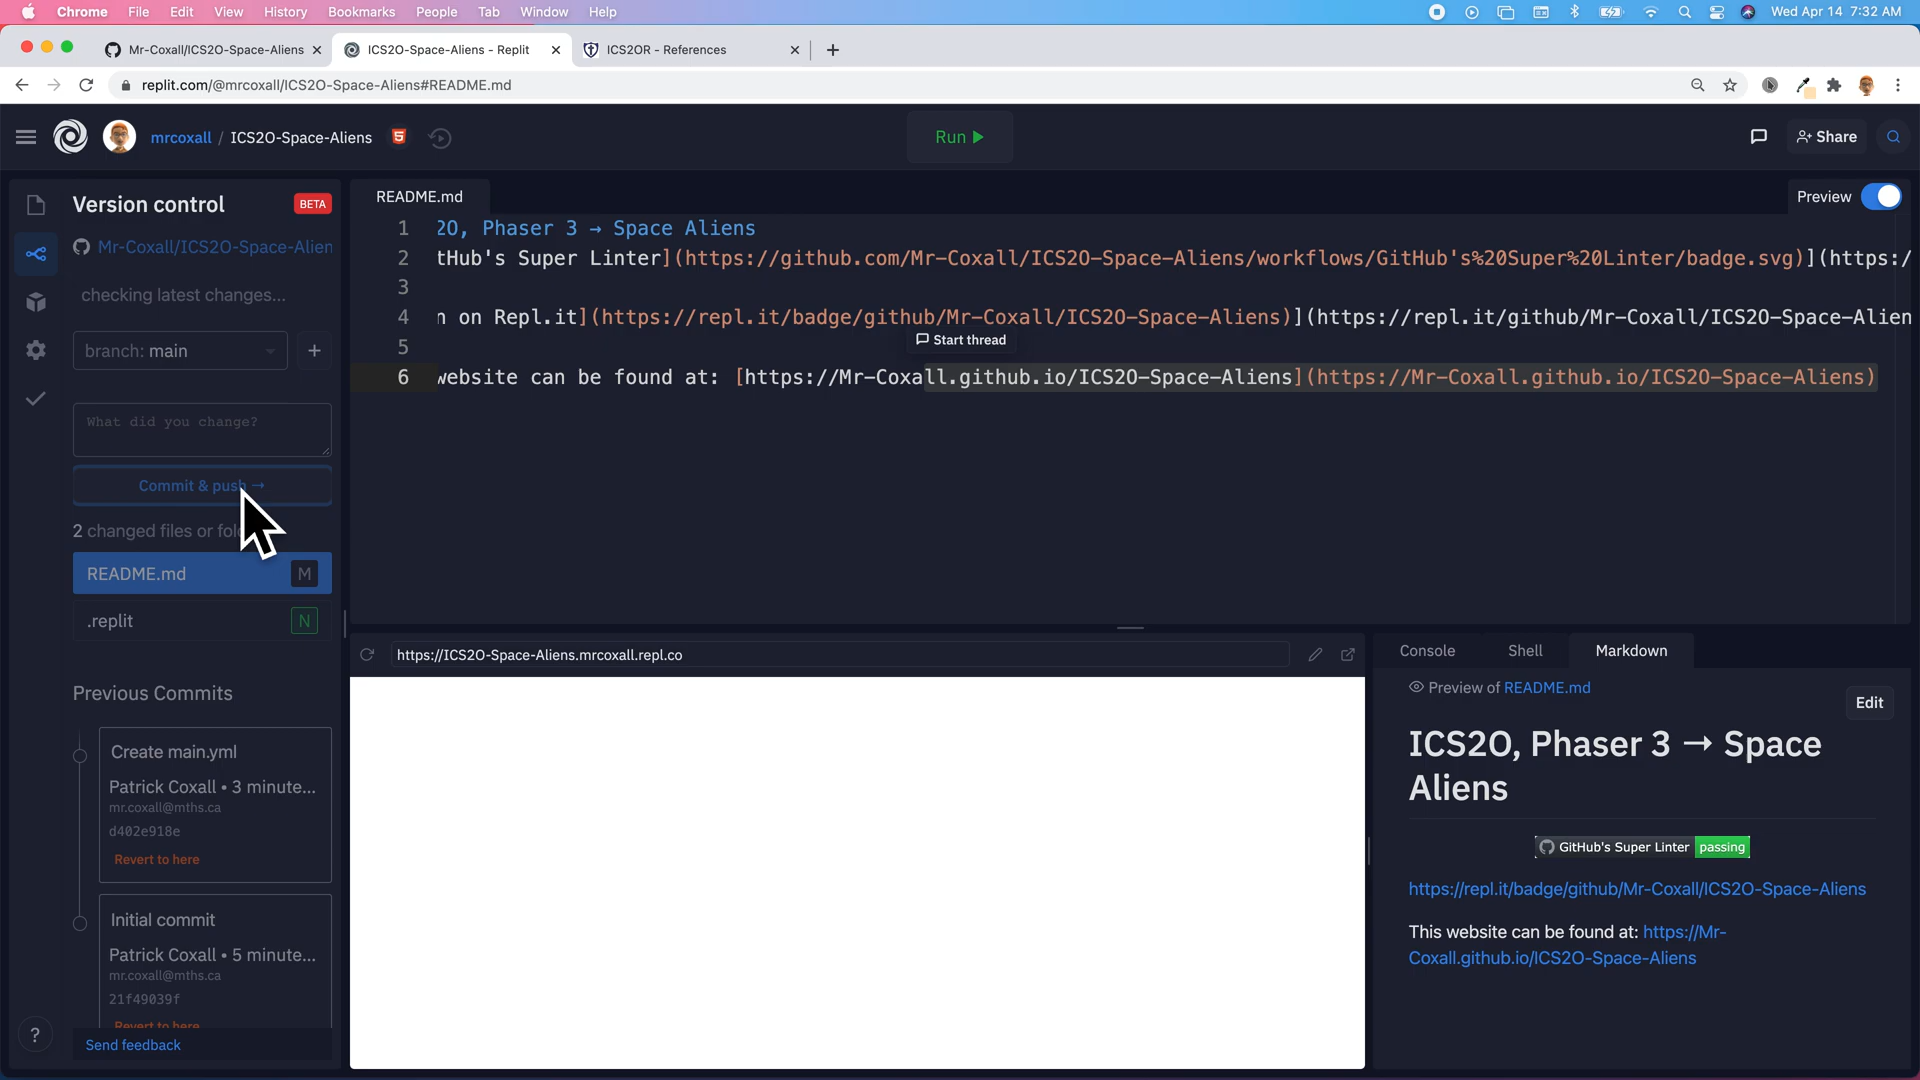 Chrome File Edit View History Bookmarks People Tab Window Help Wed Apr 14 7:32 AM
Mr-Coxall/ICS2O-Space-Aliens ICS2O-Space-Aliens - Replit ICS2OR - References
replit.com/@mrcoxall/ICS2O-Space-Aliens#README.md
mrcoxall / ICS2O-Space-Aliens Run Share
Version control BETA
Mr-Coxall/ICS2O-Space-Alien
checking latest changes...
branch: main
What did you change?
Commit & push →
2 changed files or fol
README.md M
.replit N
Previous Commits
Create main.yml
Patrick Coxall • 3 minute...
mr.coxall@mths.ca
d402e918e
Revert to here
Initial commit
Patrick Coxall • 5 minute...
mr.coxall@mths.ca
21f49039f
Revert to here
Send feedback
?
README.md Preview
1 2O, Phaser 3 → Space Aliens
2 tHub's Super Linter](https://github.com/Mr-Coxall/ICS2O-Space-Aliens/workflows/GitHub's%20Super%20Linter/badge.svg)](https:/
3
4 n on Repl.it](https://repl.it/badge/github/Mr-Coxall/ICS2O-Space-Aliens)](https://repl.it/github/Mr-Coxall/ICS2O-Space-Alien
Start thread
5
6 website can be found at: [https://Mr-Coxall.github.io/ICS2O-Space-Aliens](https://Mr-Coxall.github.io/ICS2O-Space-Aliens)
https://ICS2O-Space-Aliens.mrcoxall.repl.co
Console Shell Markdown
Preview of README.md
Edit
ICS2O, Phaser 3 → Space
Aliens
GitHub's Super Linter passing
https://repl.it/badge/github/Mr-Coxall/ICS2O-Space-Aliens
This website can be found at: https://Mr-
Coxall.github.io/ICS2O-Space-Aliens